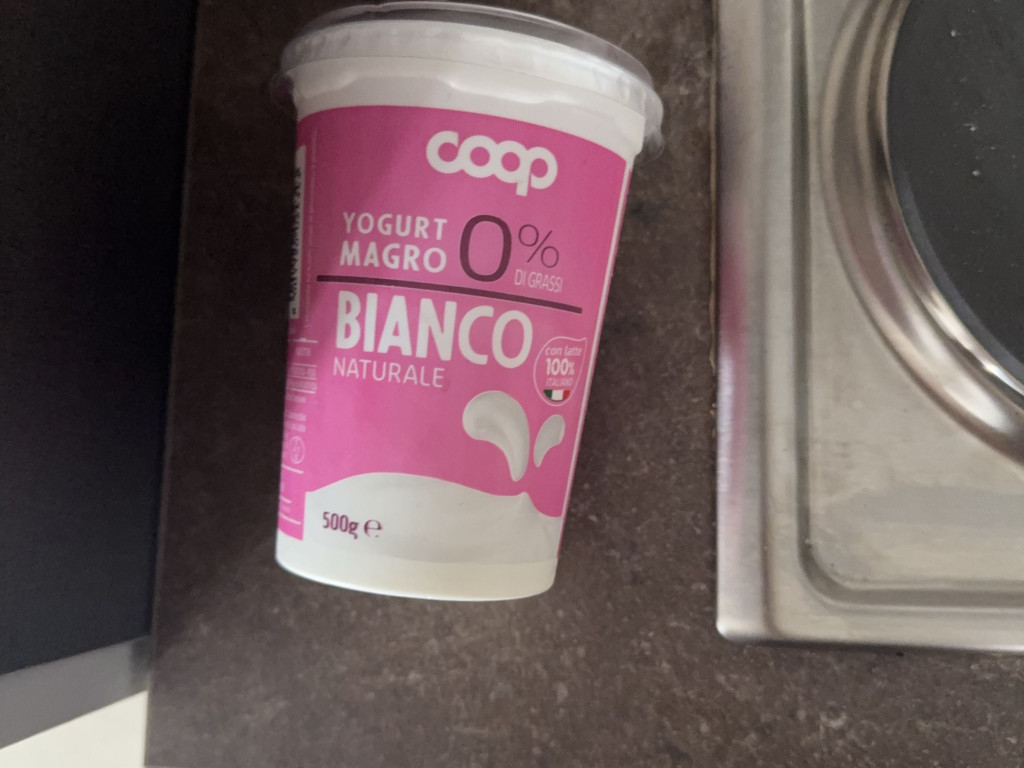 coop
YOGURT
MAGRO
0%
DI GRASSI
BIANCO
NATURALE
con latte
100%
ITALIANO
500g ℮